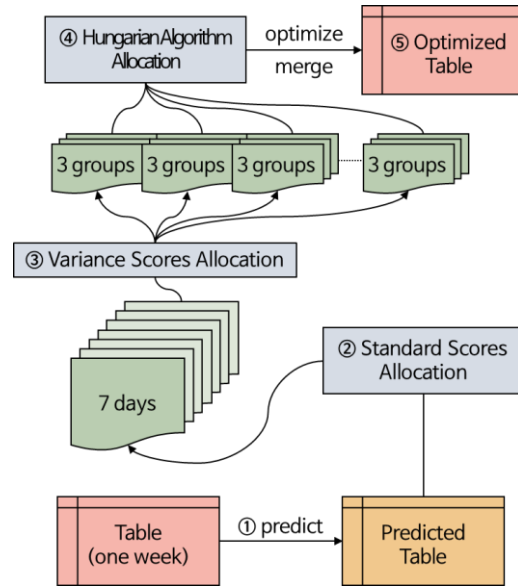 ④ Hungarian Algorithm
Allocation
optimize
merge
⑤ Optimized
Table
3 groups
3 groups
3 groups
3 groups
③ Variance Scores Allocation
② Standard Scores
Allocation
7 days
Table
(one week)
① predict
Predicted
Table